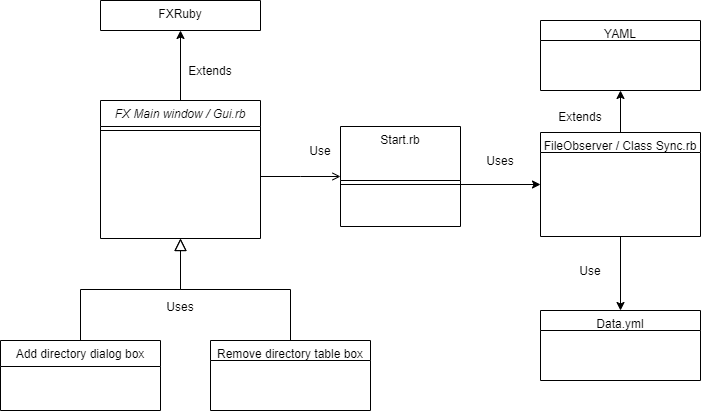 FXRuby
Extends
FX Main window / Gui.rb
Use
Start.rb
Uses
YAML
Extends
FileObserver / Class Sync.rb
Use
Data.yml
Uses
Add directory dialog box
Remove directory table box